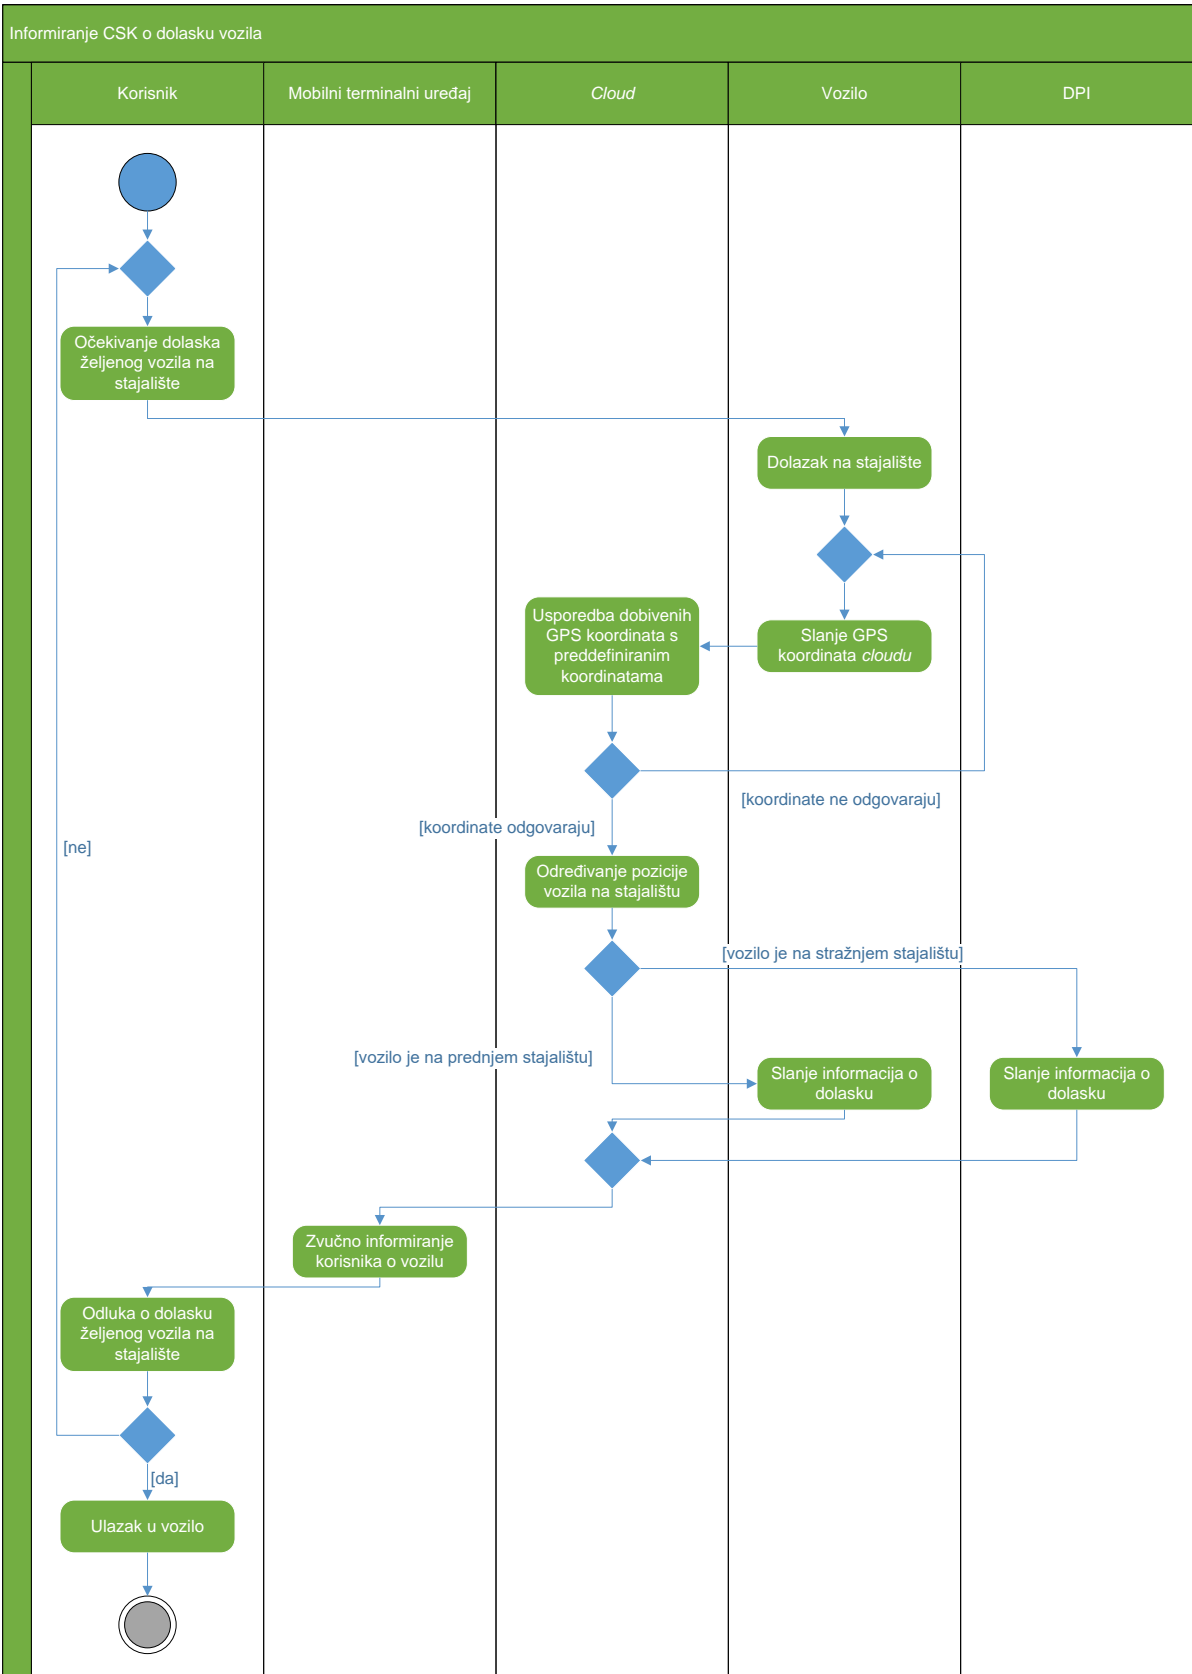 Informiranje CSK o dolasku vozila
Korisnik
Mobilni terminalni uređaj
Cloud
Vozilo
DPI
Očekivanje dolaska
željenog vozila na
stajalište
Dolazak na stajalište
Usporedba dobivenih
GPS koordinata s
preddefiniranim
koordinatama
Slanje GPS
koordinata cloudu
[koordinate ne odgovaraju]
[koordinate odgovaraju]
[ne]
Određivanje pozicije
vozila na stajalištu
[vozilo je na stražnjem stajalištu]
[vozilo je na prednjem stajalištu]
Slanje informacija o
dolasku
Slanje informacija o
dolasku
Zvučno informiranje
korisnika o vozilu
Odluka o dolasku
željenog vozila na
stajalište
[da]
Ulazak u vozilo